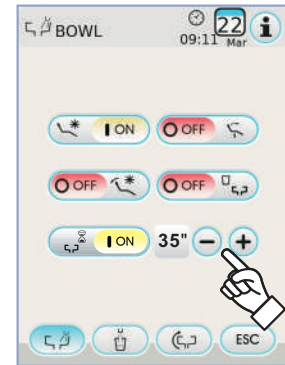 BOWL
09:11
22
Mar
i
I ON
O OFF
O OFF
O OFF
I ON
35"
− +
ESC